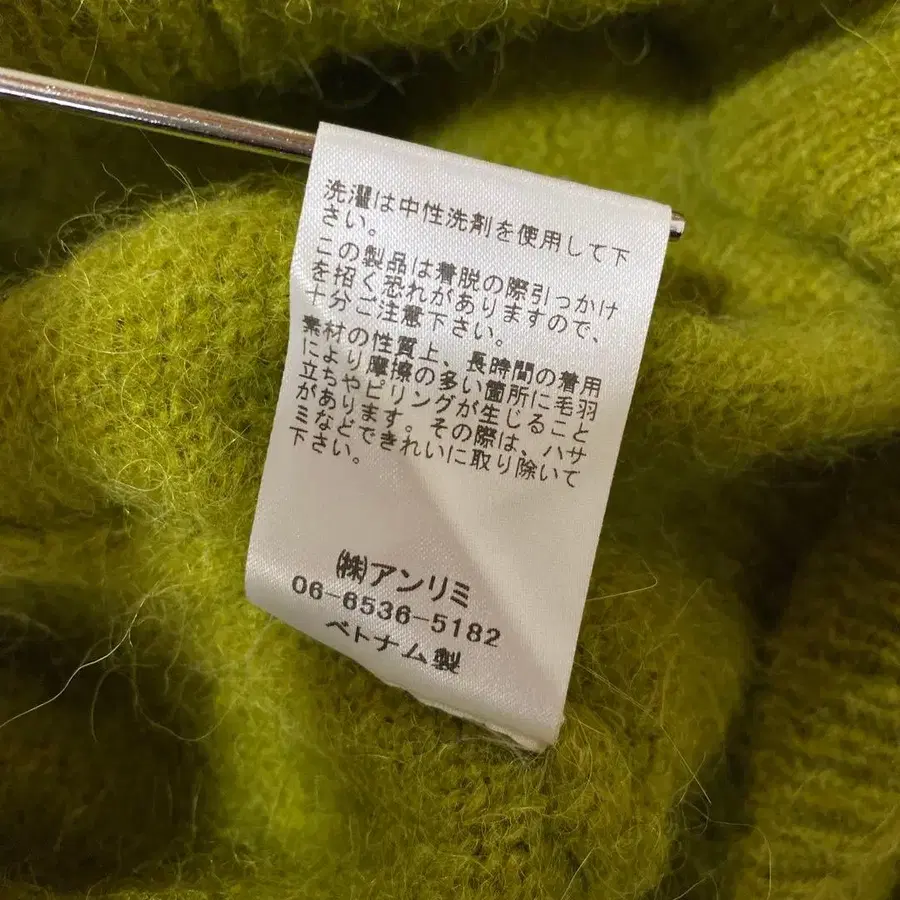 洗濯は中性洗剤を使用して下
さい。
この製品は着脱の際引っかけ
を招く恐れがありますので、
十分ご注意下さい。
素材の性質上、長時間の着用
により摩擦の多い箇所に毛羽
立ちやピリングが生じること
があります。その際は、ハサ
ミなどできれいに取り除いて
下さい。
㈱アンリミ
06-6536-5182
ベトナム製